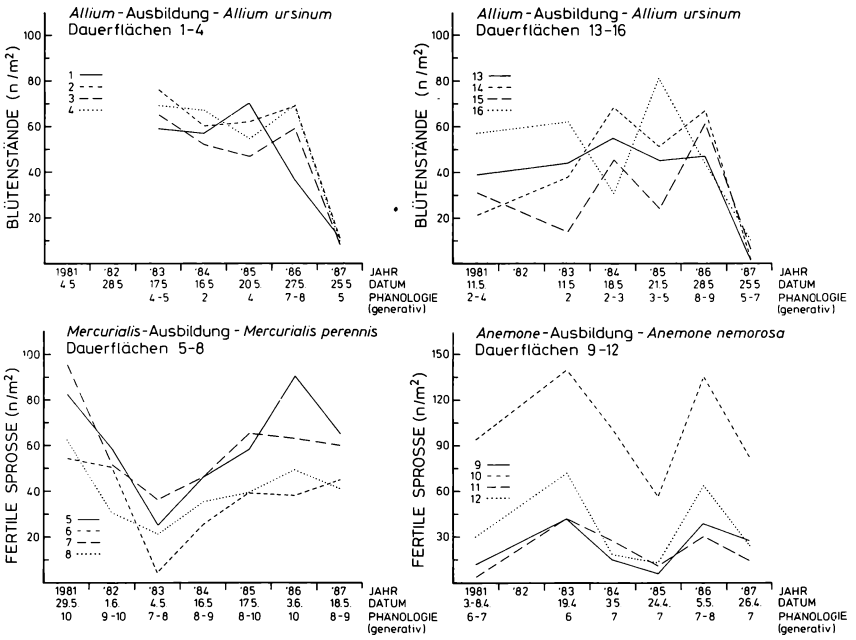 Allium-Ausbildung - Allium ursinum
Dauerflächen 1-4
BLÜTENSTÄNDE (n/m²)
100
80
60
40
20
1
2
3
4
1981 '82 '83 '84 '85 '86 '87 JAHR
4.5 28.5 17.5 16.5 20.5 27.5 25.5 DATUM
4-5 2 4 7-8 5 PHÄNOLOGIE
(generativ)
Allium-Ausbildung - Allium ursinum
Dauerflächen 13-16
BLÜTENSTÄNDE (n/m²)
100
80
60
40
20
13
14
15
16
1981 '82 '83 '84 '85 '86 '87 JAHR
11.5 11.5 18.5 21.5 28.5 25.5 DATUM
2-4 2 2-3 3-5 8-9 5-7 PHÄNOLOGIE
(generativ)
Mercurialis-Ausbildung - Mercurialis perennis
Dauerflächen 5-8
FERTILE SPROSSE (n/m²)
100
80
60
40
20
5
6
7
8
1981 '82 '83 '84 '85 '86 '87 JAHR
29.5 1.6. 4.5 16.5 17.5 3.6. 18.5. DATUM
10 9-10 7-8 8-9 8-10 10 8-9 PHÄNOLOGIE
(generativ)
Anemone-Ausbildung - Anemone nemorosa
Dauerflächen 9-12
FERTILE SPROSSE (n/m²)
150
120
90
60
30
9
10
11
12
1981 '82 '83 '84 '85 '86 '87 JAHR
3.-8.4. 19.4 3.5 24.4. 5.5. 26.4. DATUM
6-7 6 7 7 7-8 7 PHÄNOLOGIE
(generativ)